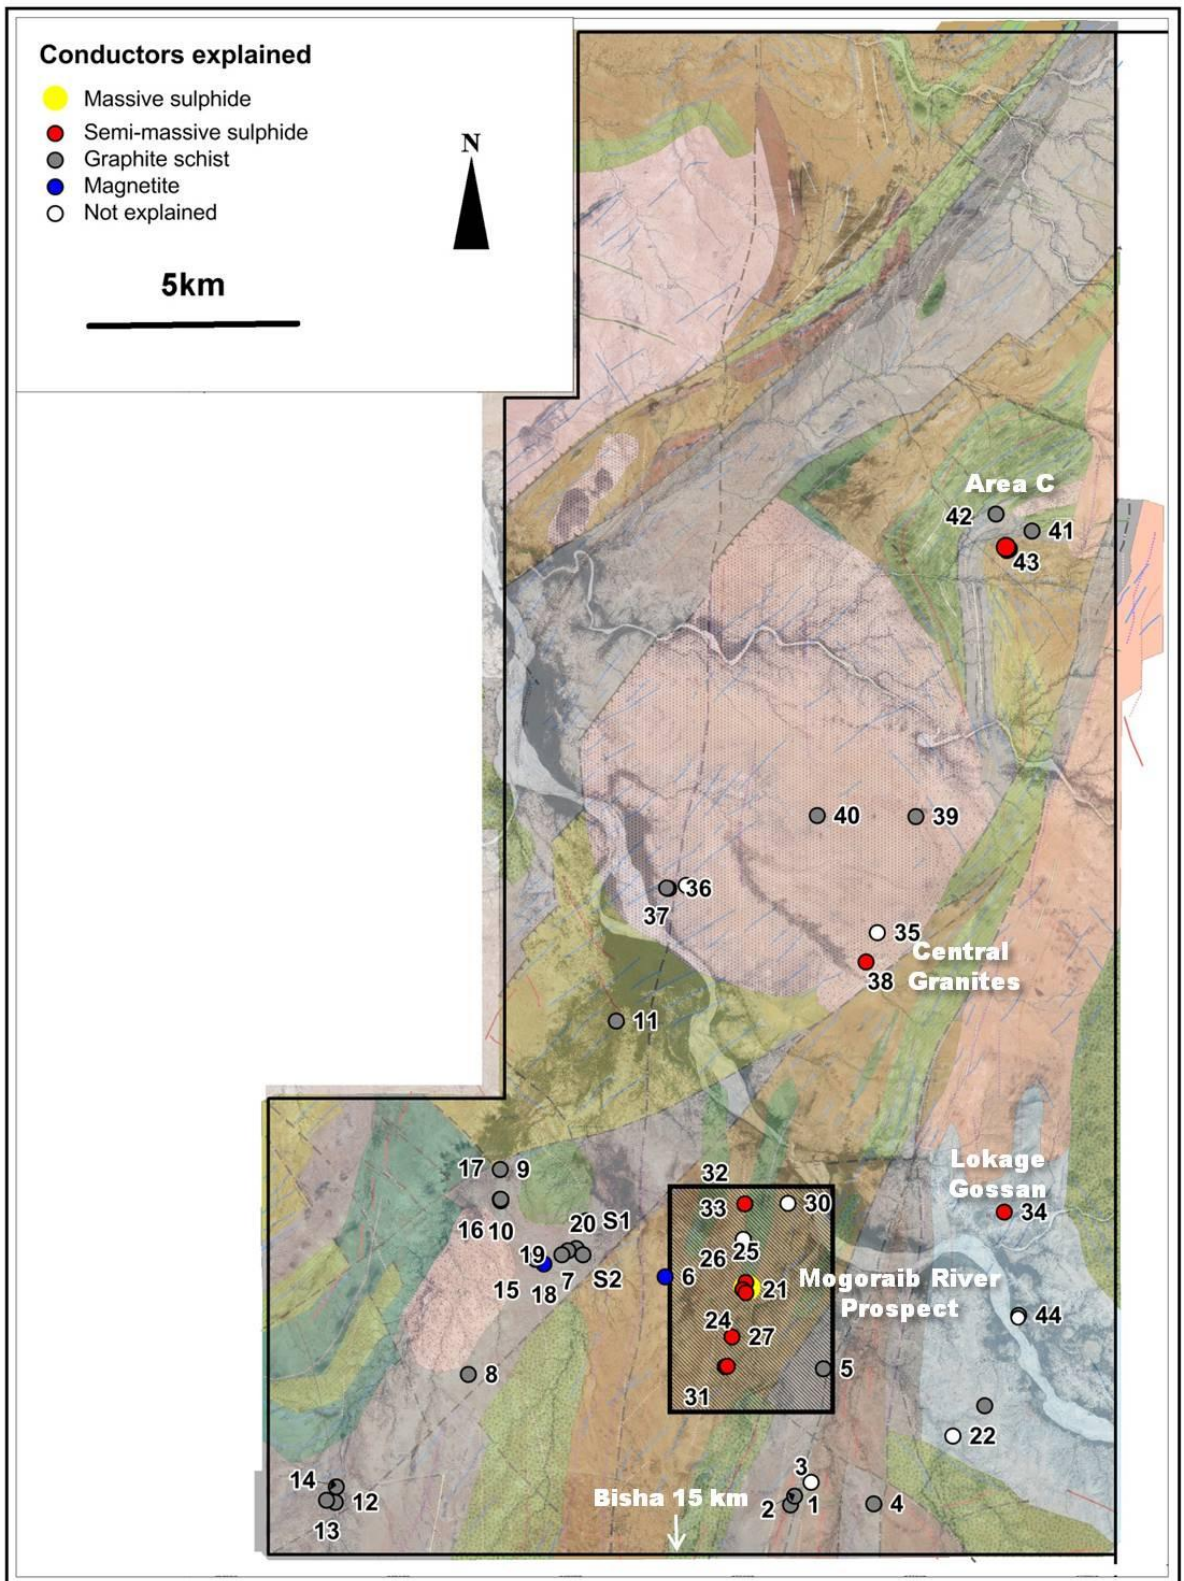 Conductors explained
Massive sulphide
Semi-massive sulphide
Graphite schist
Magnetite
Not explained
N
5km
Area C
42
41
43
40
39
36
37
35
Central
Granites
38
11
17 9
32
Lokage
Gossan
16 10
33
30
34
20 S1
19
26
25
15 18 7 S2
6
21
Mogoraib River
Prospect
24
27
44
8
5
31
22
14
3
12
Bisha 15 km
2 1
4
13